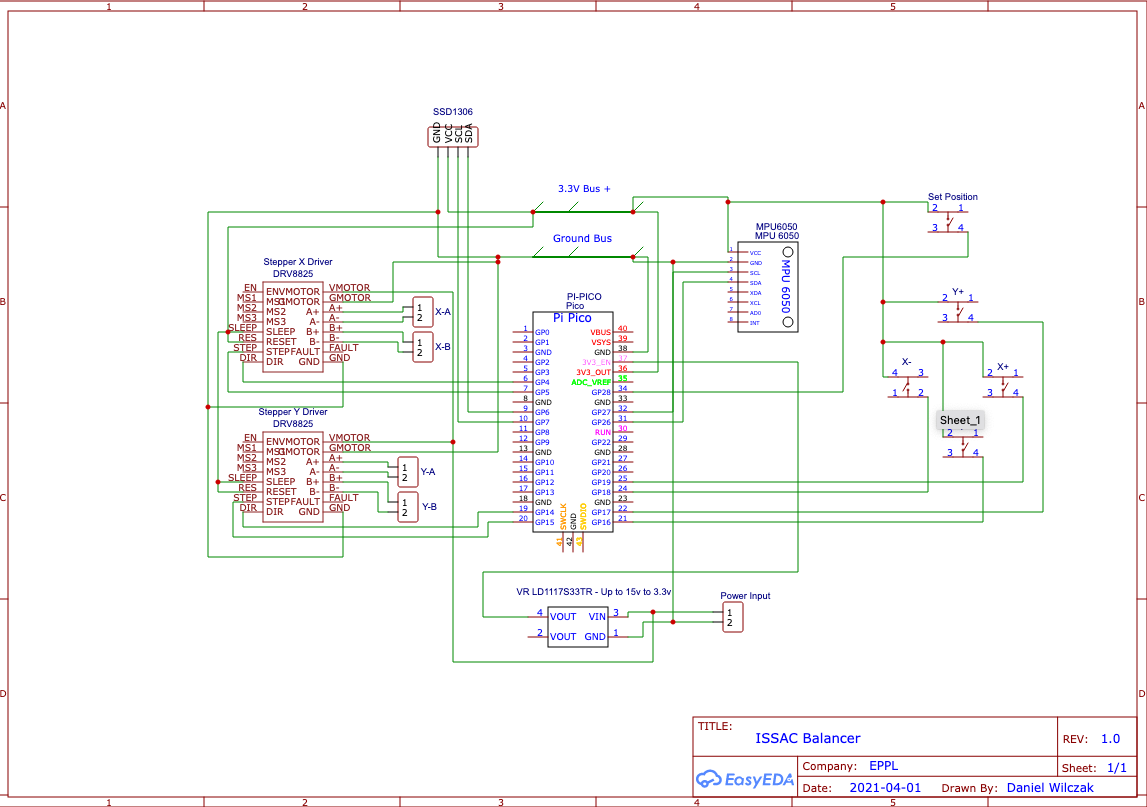 1 2 3 4 5
A A
B B
C C
D D
1 2 3 4 5
SSD1306
GND VCC SCL SDA
3.3V Bus +
Ground Bus
Set Position
2 1
3 4
MPU6050
MPU 6050
1 VCC
2 GND
3 SCL
4 SDA
5 XDA
6 XCL
7 AD0
8 INT
MPU 6050
Stepper X Driver
DRV8825
EN ENVMOTOR VMOTOR
MS1 GMOTOR GMOTOR
MS2 MS2 A+ A+
MS3 MS3 A- A-
SLEEP SLEEP B+ B+
RES RESET B- B-
STEP STEPFAULT FAULT
DIR DIR GND GND
1
2
X-A
1
2
X-B
Stepper Y Driver
DRV8825
EN ENVMOTOR VMOTOR
MS1 GMOTOR GMOTOR
MS2 MS2 A+ A+
MS3 MS3 A- A-
SLEEP SLEEP B+ B+
RES RESET B- B-
STEP STEPFAULT FAULT
DIR DIR GND GND
1
2
Y-A
1
2
Y-B
PI-PICO
Pico
Pi Pico
1 GP0 VBUS 40
2 GP1 VSYS 39
3 GND GND 38
4 GP2 3V3_EN 37
5 GP3 3V3_OUT 36
6 GP4 ADC_VREF 35
7 GP5 GP28 34
8 GND GND 33
9 GP6 GP27 32
10 GP7 GP26 31
11 GP8 RUN 30
12 GP9 GP22 29
13 GND GND 28
14 GP10 GP21 27
15 GP11 GP20 26
16 GP12 GP19 25
17 GP13 GP18 24
18 GND GND 23
19 GP14 GP17 22
20 GP15 GP16 21
SWCLK GND SWDIO
41 42 43
Y+
2 1
3 4
X-
4 3
1 2
X+
2 1
3 4
Sheet_1
2 1
3 4
VR LD1117S33TR - Up to 15v to 3.3v
4 VOUT VIN 3
2 VOUT GND 1
Power Input
1
2
TITLE:
ISSAC Balancer
REV: 1.0
EasyEDA
Company: EPPL
Sheet: 1/1
Date: 2021-04-01 Drawn By: Daniel Wilczak